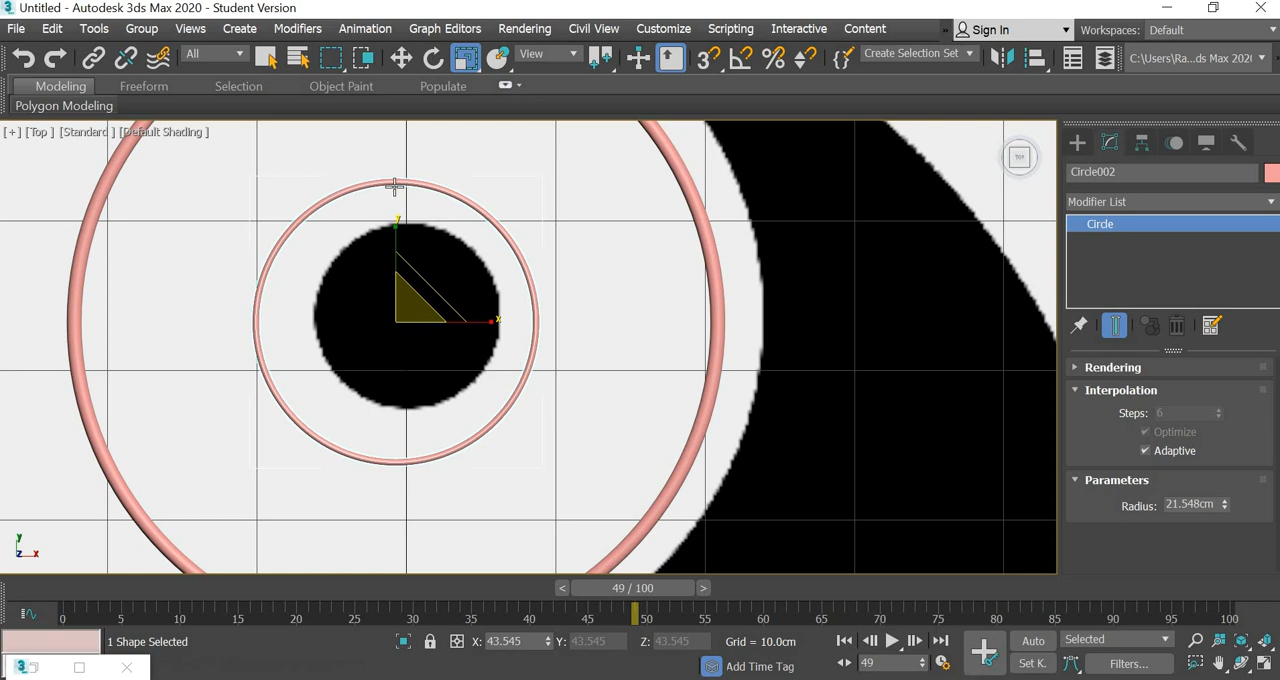 Untitled - Autodesk 3ds Max 2020 - Student Version
File Edit Tools Group Views Create Modifiers Animation Graph Editors Rendering Civil View Customize Scripting Interactive Content » Sign In Workspaces: Default
All View Create Selection Set
Modeling Freeform Selection Object Paint Populate
Polygon Modeling
[+] [Top ] [Standard ] [Default Shading ]
TOP
Circle002
Modifier List
Circle
y
x
Rendering
Interpolation
Steps: 6
Optimize
Adaptive
Parameters
Radius: 21.548cm
y
z x
< 49 / 100 >
0 5 10 15 20 25 30 35 40 45 50 55 60 65 70 75 80 85 90 95 100
1 Shape Selected X: 43.545 Y: 43.545 Z: 43.545 Grid = 10.0cm Auto Selected
Add Time Tag 49 Set K. Filters...
3